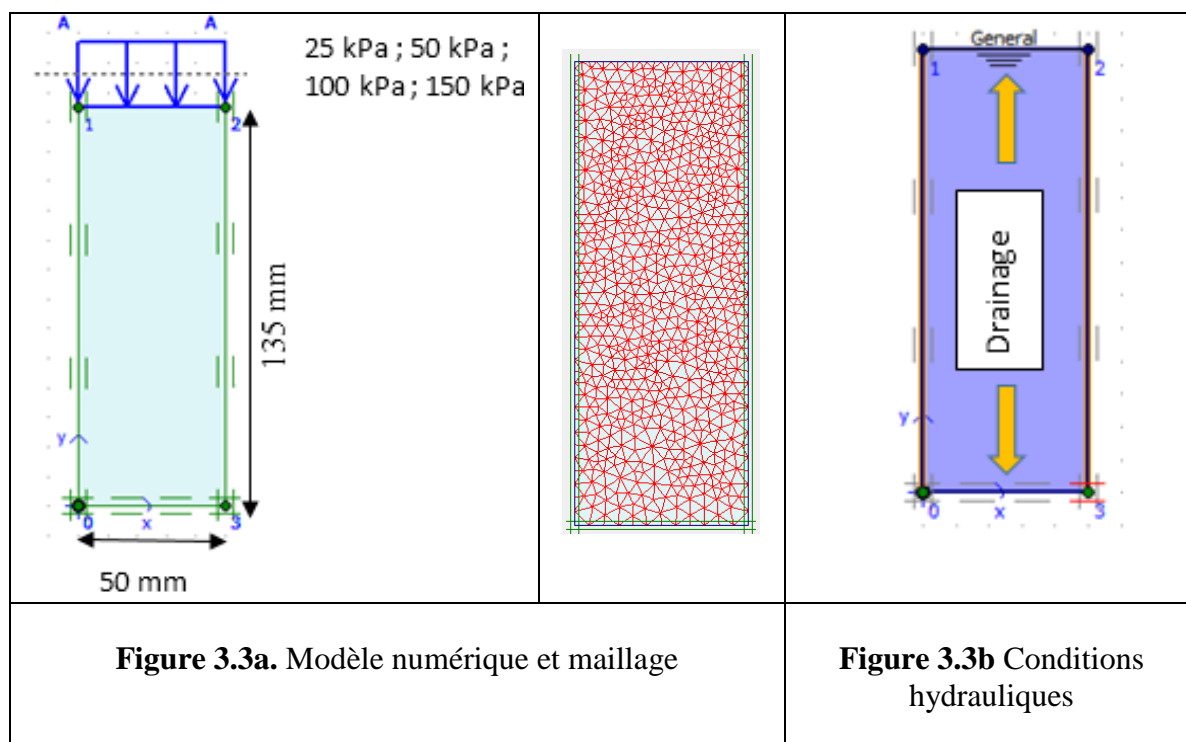 A A
25 kPa ; 50 kPa ;
100 kPa ; 150 kPa
1 2
135 mm
y
0 x 3
50 mm
General
1 2
Drainage
y
0 x 3
Figure 3.3a. Modèle numérique et maillage
Figure 3.3b Conditions
hydrauliques